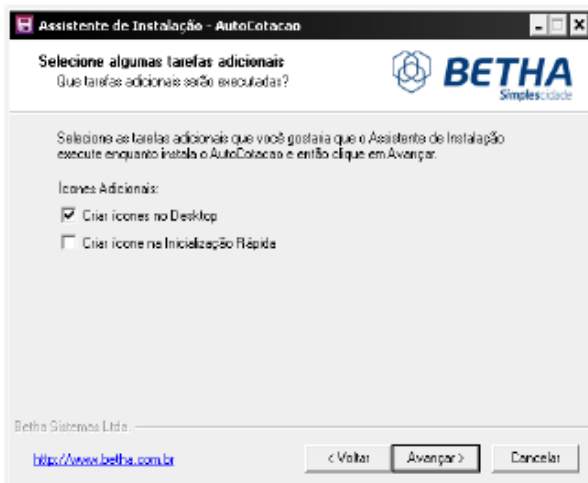 Assistente de Instalação - AutoCotacao
Selecione algumas tarefas adicionais
Que tarefas adicionais serão executadas?
BETHA
Simplescidade
Selecione as tarefas adicionais que você gostaria que o Assistente de Instalação
execute enquanto instala o AutoCotacao e então clique em Avançar.
Ícones Adicionais:
Criar ícones no Desktop
Criar ícone na Inicialização Rápida
Betha Sistemas Ltda.
http://www.betha.com.br
< Voltar
Avançar >
Cancelar